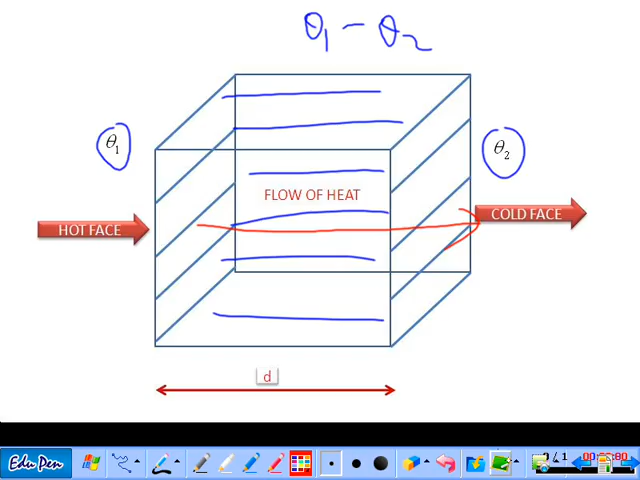 θ₁ − θ₂
θ₁
θ₂
FLOW OF HEAT
HOT FACE
COLD FACE
d
Edu Pen